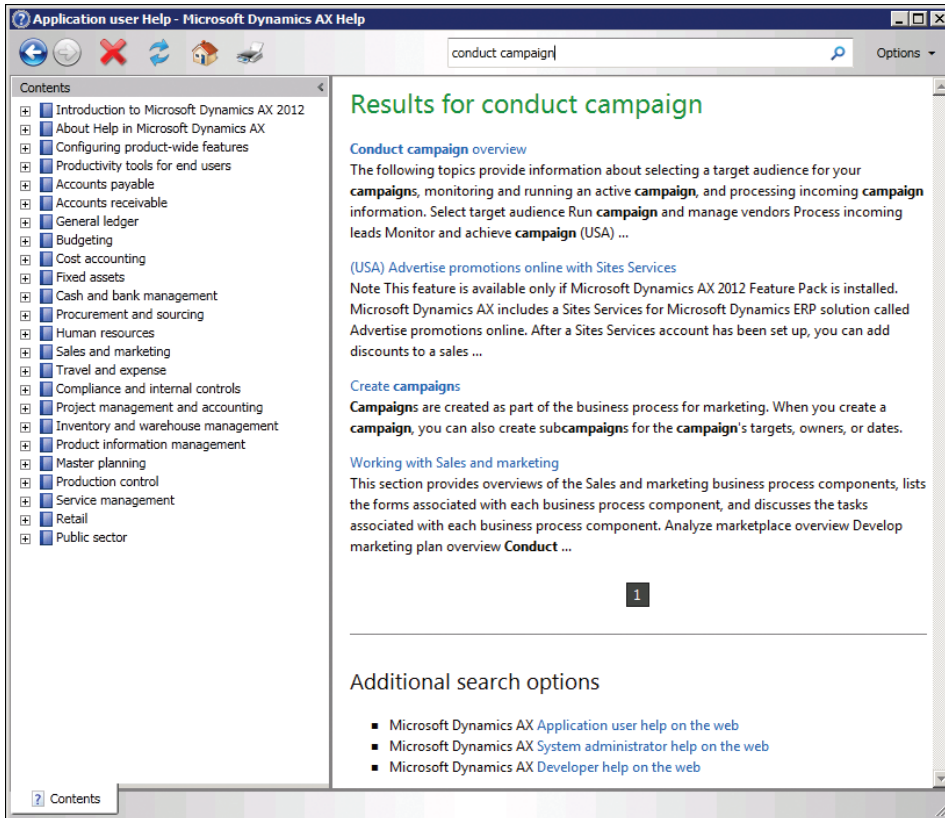 Application user Help - Microsoft Dynamics AX Help
conduct campaign
Options
Contents
Introduction to Microsoft Dynamics AX 2012
About Help in Microsoft Dynamics AX
Configuring product-wide features
Productivity tools for end users
Accounts payable
Accounts receivable
General ledger
Budgeting
Cost accounting
Fixed assets
Cash and bank management
Procurement and sourcing
Human resources
Sales and marketing
Travel and expense
Compliance and internal controls
Project management and accounting
Inventory and warehouse management
Product information management
Master planning
Production control
Service management
Retail
Public sector
Results for conduct campaign
Conduct campaign overview
The following topics provide information about selecting a target audience for your
campaigns, monitoring and running an active campaign, and processing incoming campaign
information. Select target audience Run campaign and manage vendors Process incoming
leads Monitor and achieve campaign (USA) ...
(USA) Advertise promotions online with Sites Services
Note This feature is available only if Microsoft Dynamics AX 2012 Feature Pack is installed.
Microsoft Dynamics AX includes a Sites Services for Microsoft Dynamics ERP solution called
Advertise promotions online. After a Sites Services account has been set up, you can add
discounts to a sales ...
Create campaigns
Campaigns are created as part of the business process for marketing. When you create a
campaign, you can also create subcampaigns for the campaign's targets, owners, or dates.
Working with Sales and marketing
This section provides overviews of the Sales and marketing business process components, lists
the forms associated with each business process component, and discusses the tasks
associated with each business process component. Analyze marketplace overview Develop
marketing plan overview Conduct ...
1
Additional search options
■ Microsoft Dynamics AX Application user help on the web
■ Microsoft Dynamics AX System administrator help on the web
■ Microsoft Dynamics AX Developer help on the web
Contents